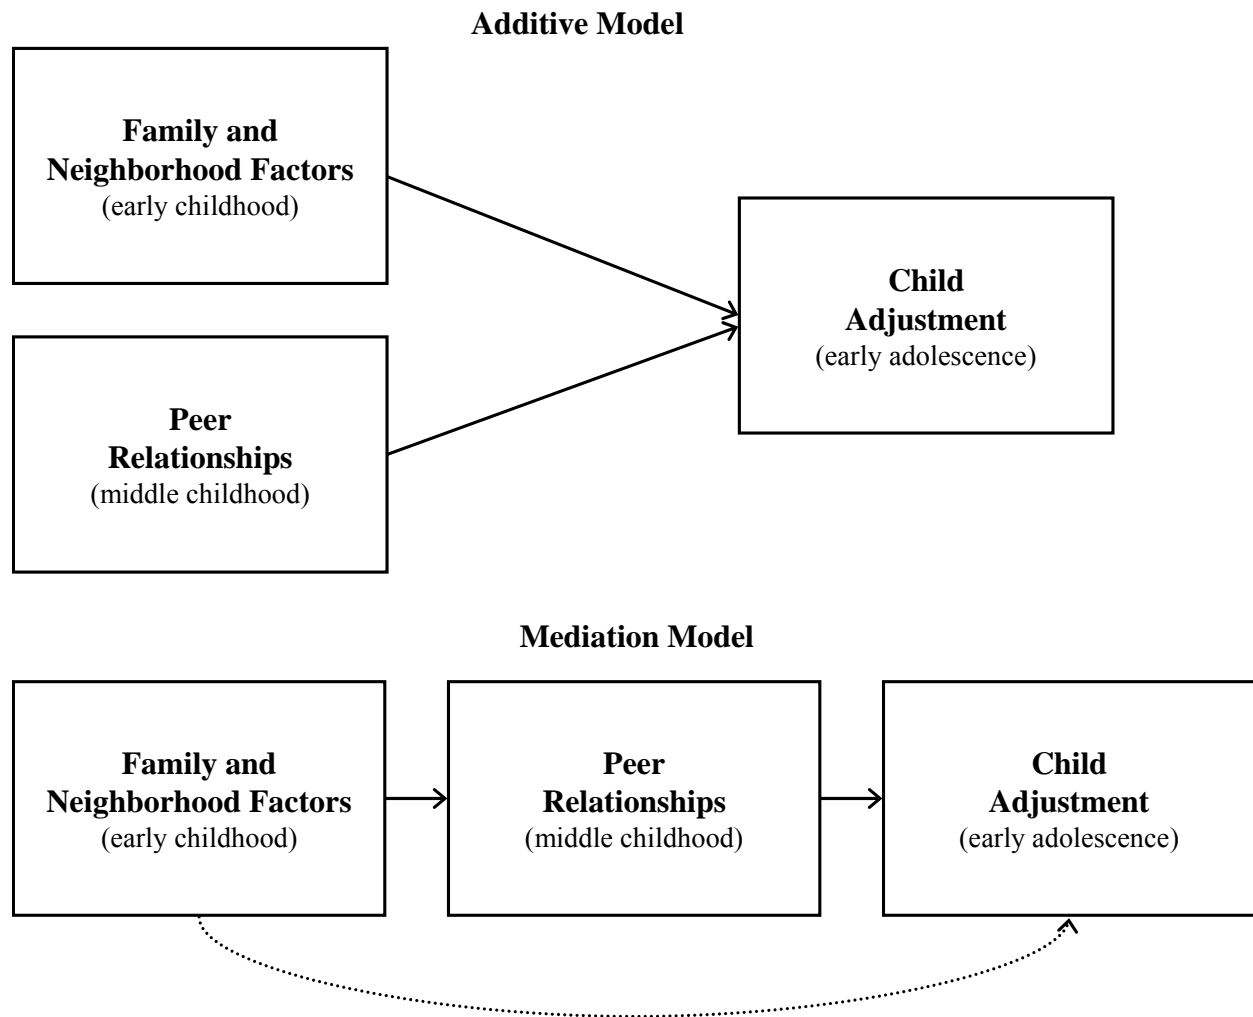 Additive Model
Family and
Neighborhood Factors
(early childhood)
Child
Adjustment
(early adolescence)
Peer
Relationships
(middle childhood)
Mediation Model
Family and
Neighborhood Factors
(early childhood)
Peer
Relationships
(middle childhood)
Child
Adjustment
(early adolescence)